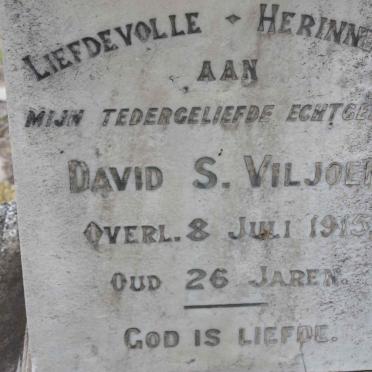 LIEFDEVOLLE + HERINNE
AAN
MIJN TEDERGELIEFDE ECHTGE
DAVID S. VILJOEN
OVERL. 8 JULI 1913
OUD 26 JAREN.
GOD IS LIEFDE.